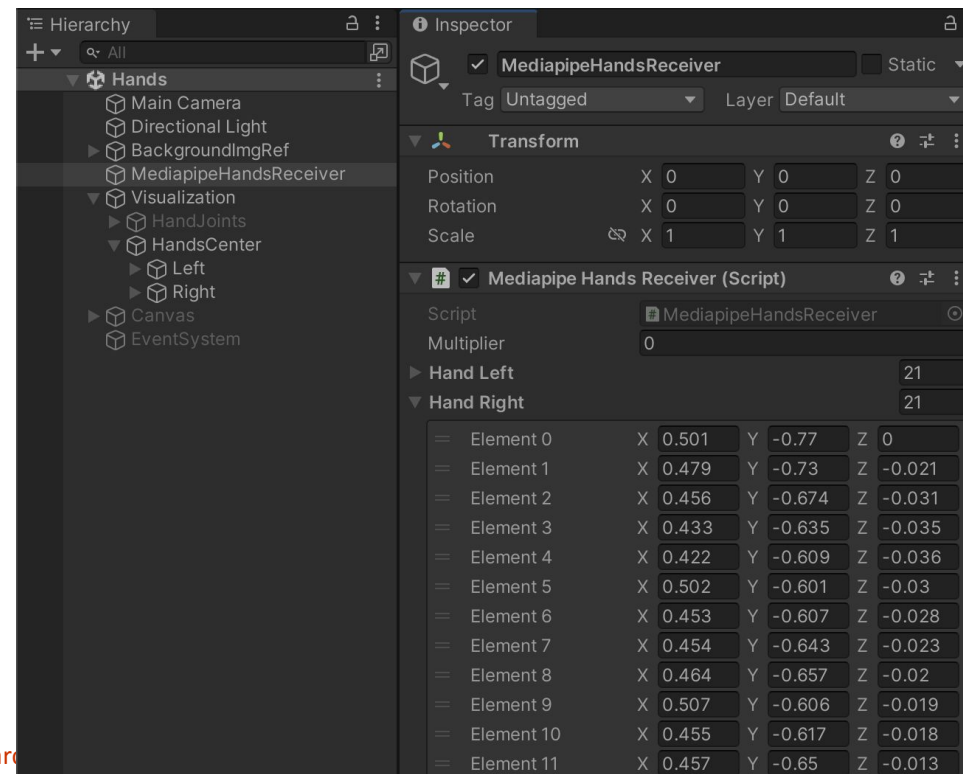 Hierarchy
All
Hands
Main Camera
Directional Light
BackgroundImgRef
MediapipeHandsReceiver
Visualization
HandJoints
HandsCenter
Left
Right
Canvas
EventSystem
Inspector
MediapipeHandsReceiver Static
Tag Untagged Layer Default
Transform
Position X 0 Y 0 Z 0
Rotation X 0 Y 0 Z 0
Scale X 1 Y 1 Z 1
# Mediapipe Hands Receiver (Script)
Script # MediapipeHandsReceiver
Multiplier 0
Hand Left 21
Hand Right 21
Element 0 X 0.501 Y -0.77 Z 0
Element 1 X 0.479 Y -0.73 Z -0.021
Element 2 X 0.456 Y -0.674 Z -0.031
Element 3 X 0.433 Y -0.635 Z -0.035
Element 4 X 0.422 Y -0.609 Z -0.036
Element 5 X 0.502 Y -0.601 Z -0.03
Element 6 X 0.453 Y -0.607 Z -0.028
Element 7 X 0.454 Y -0.643 Z -0.023
Element 8 X 0.464 Y -0.657 Z -0.02
Element 9 X 0.507 Y -0.606 Z -0.019
Element 10 X 0.455 Y -0.617 Z -0.018
Element 11 X 0.457 Y -0.65 Z -0.013